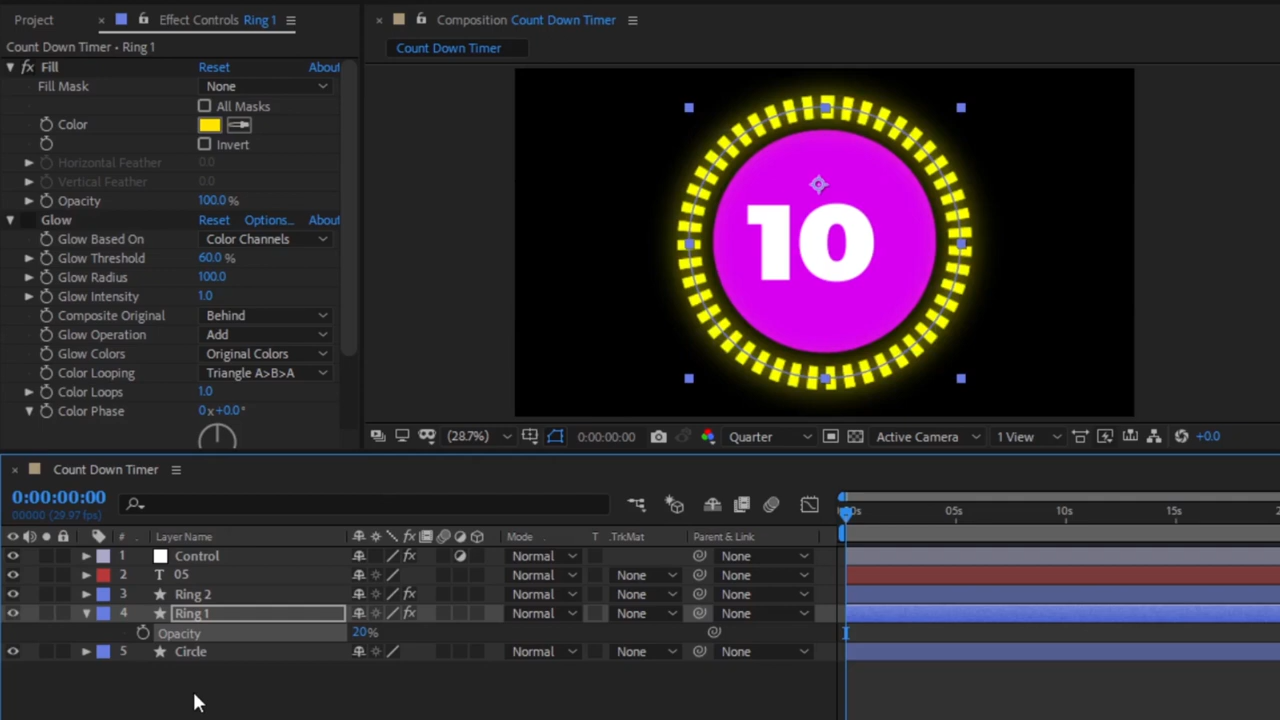 Project
Effect Controls Ring 1
Composition Count Down Timer
Count Down Timer • Ring 1
Count Down Timer
fx Fill Reset About
Fill Mask None
All Masks
Color
Invert
Horizontal Feather 0.0
Vertical Feather 0.0
Opacity 100.0 %
Glow Reset Options... About
Glow Based On Color Channels
Glow Threshold 60.0 %
Glow Radius 100.0
Glow Intensity 1.0
Composite Original Behind
Glow Operation Add
Glow Colors Original Colors
Color Looping Triangle A>B>A
Color Loops 1.0
Color Phase 0 x +0.0°
10
(28.7%) 0:00:00:00 Quarter Active Camera 1 View +0.0
Count Down Timer
0:00:00:00
00000 (29.97 fps)
05s 10s 15s
# Layer Name fx Mode T .TrkMat Parent & Link
1 Control fx Normal None
2 T 05 Normal None None
3 Ring 2 fx Normal None None
4 Ring 1 fx Normal None None
Opacity 20%
5 Circle Normal None None